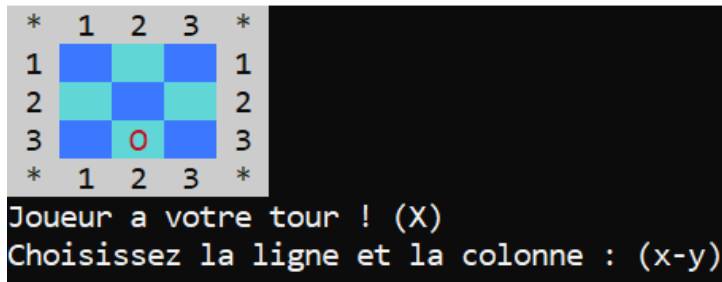 * 1 2 3 *
1 1
2 2
3 O 3
* 1 2 3 *
Joueur a votre tour ! (X)
Choisissez la ligne et la colonne : (x-y)